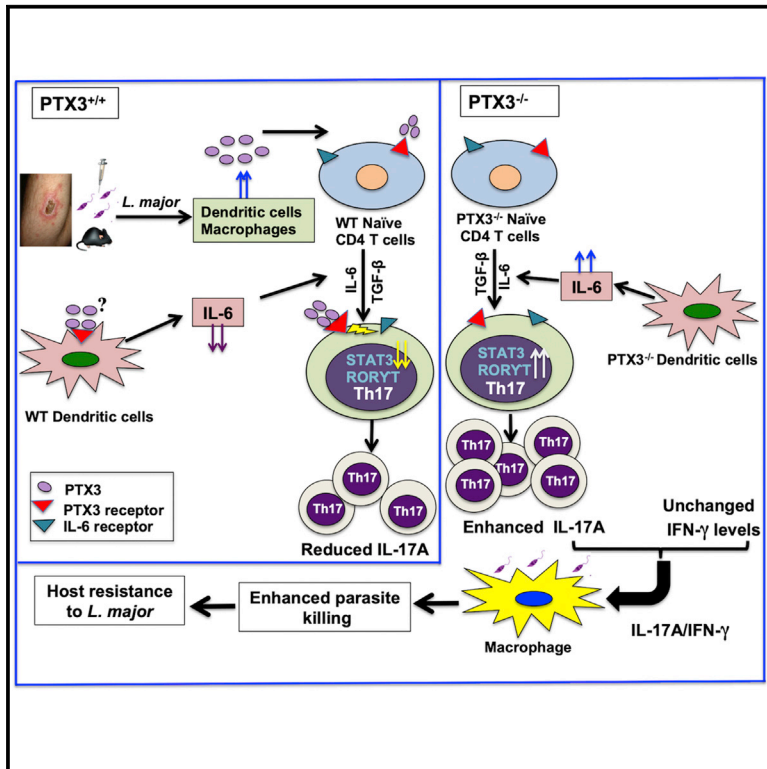 PTX3+/+
L. major
Dendritic cells
Macrophages
WT Naïve
CD4 T cells
IL-6
TGF-β
?
IL-6
WT Dendritic cells
STAT3
RORYT
Th17
Th17
Th17
Th17
Reduced IL-17A
PTX3
PTX3 receptor
IL-6 receptor
PTX3-/-
PTX3-/- Naïve
CD4 T cells
TGF-β
IL-6
IL-6
PTX3-/- Dendritic cells
STAT3
RORYT
Th17
Th17
Th17
Th17
Th17
Th17
Enhanced IL-17A
Unchanged
IFN-γ levels
IL-17A/IFN-γ
Macrophage
Enhanced parasite
killing
Host resistance
to L. major